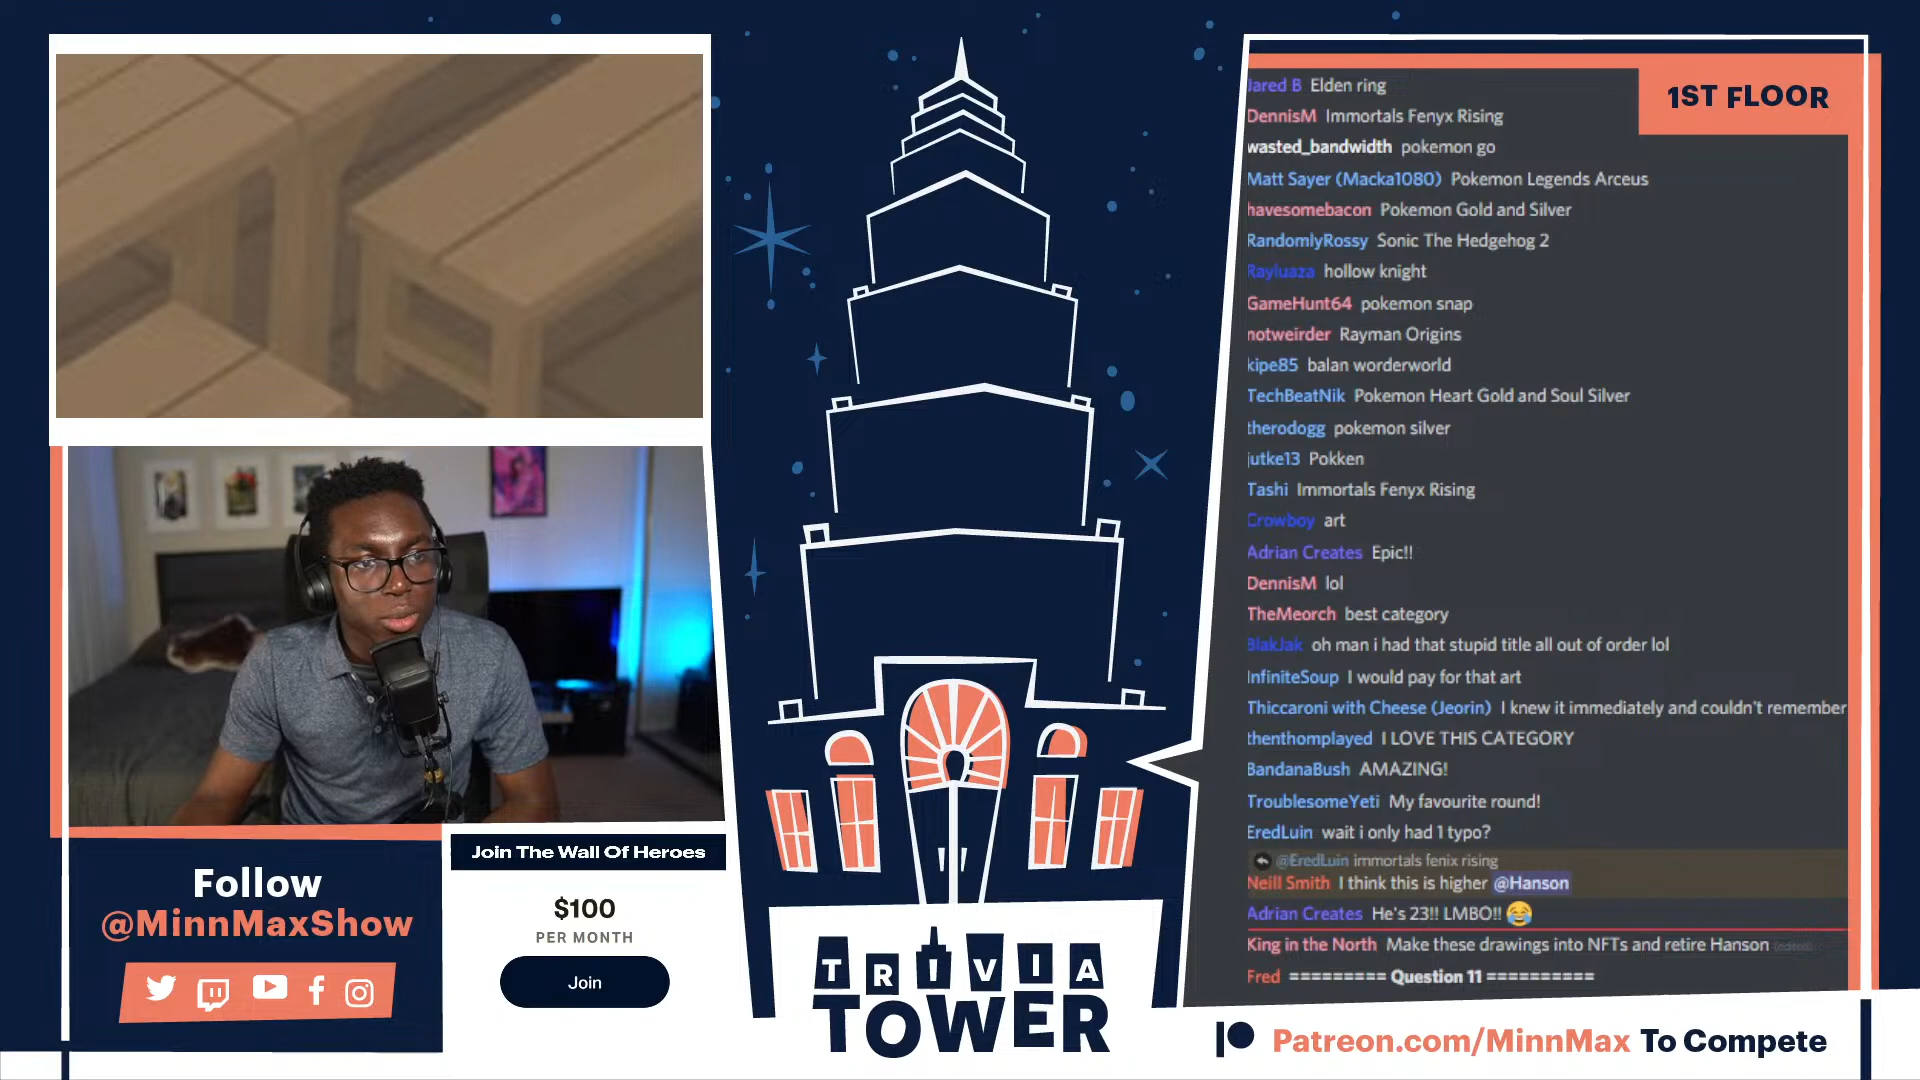 1ST FLOOR
Jared B Elden ring
DennisM Immortals Fenyx Rising
wasted_bandwidth pokemon go
Matt Sayer (Macka1080) Pokemon Legends Arceus
havesomebacon Pokemon Gold and Silver
RandomlyRossy Sonic The Hedgehog 2
Rayluaza hollow knight
GameHunt64 pokemon snap
notweirder Rayman Origins
kipe85 balan worderworld
TechBeatNik Pokemon Heart Gold and Soul Silver
therodogg pokemon silver
jutke13 Pokken
Tashi Immortals Fenyx Rising
Crowboy art
Adrian Creates Epic!!
DennisM lol
TheMeorch best category
BlakJak oh man i had that stupid title all out of order lol
InfiniteSoup I would pay for that art
Thiccaroni with Cheese (Jeorin) I knew it immediately and couldn't remember
thenthomplayed I LOVE THIS CATEGORY
BandanaBush AMAZING!
TroublesomeYeti My favourite round!
EredLuin wait i only had 1 typo?
@EredLuin immortals fenix rising
Neill Smith I think this is higher @Hanson
Adrian Creates He's 23!! LMBO!! 😂
King in the North Make these drawings into NFTs and retire Hanson (edited)
Fred ========= Question 11 ==========
Join The Wall Of Heroes
$100
PER MONTH
Join
Follow
@MinnMaxShow
TRIVIA
TOWER
Patreon.com/MinnMax To Compete